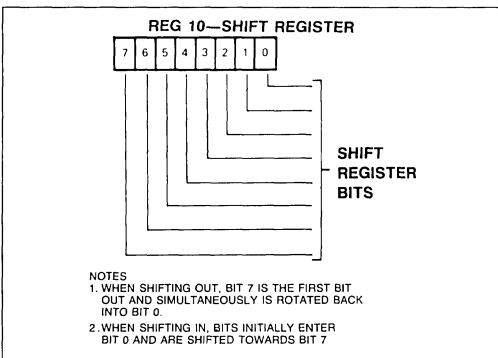 REG 10—SHIFT REGISTER
7 6 5 4 3 2 1 0
SHIFT
REGISTER
BITS
NOTES
1. WHEN SHIFTING OUT, BIT 7 IS THE FIRST BIT
OUT AND SIMULTANEOUSLY IS ROTATED BACK
INTO BIT 0.
2. WHEN SHIFTING IN, BITS INITIALLY ENTER
BIT 0 AND ARE SHIFTED TOWARDS BIT 7